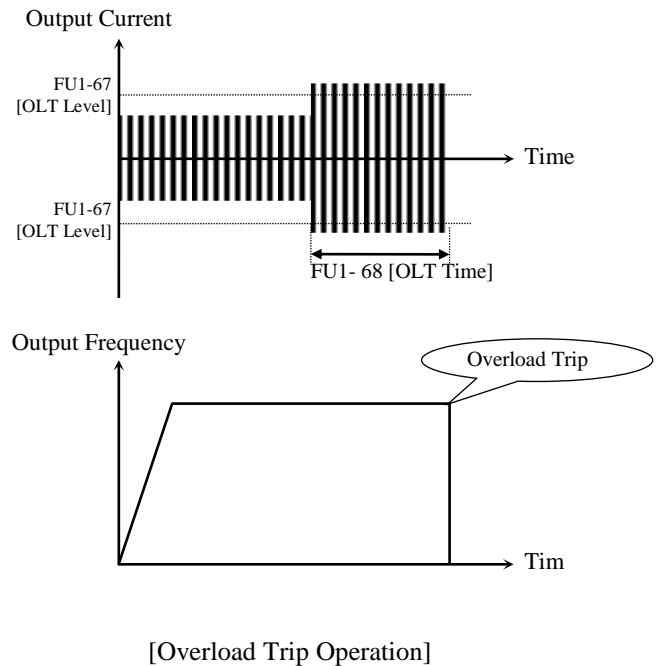 Output Current
FU1-67
[OLT Level]
Time
FU1-67
[OLT Level]
FU1- 68 [OLT Time]
Output Frequency
Overload Trip
Tim
[Overload Trip Operation]